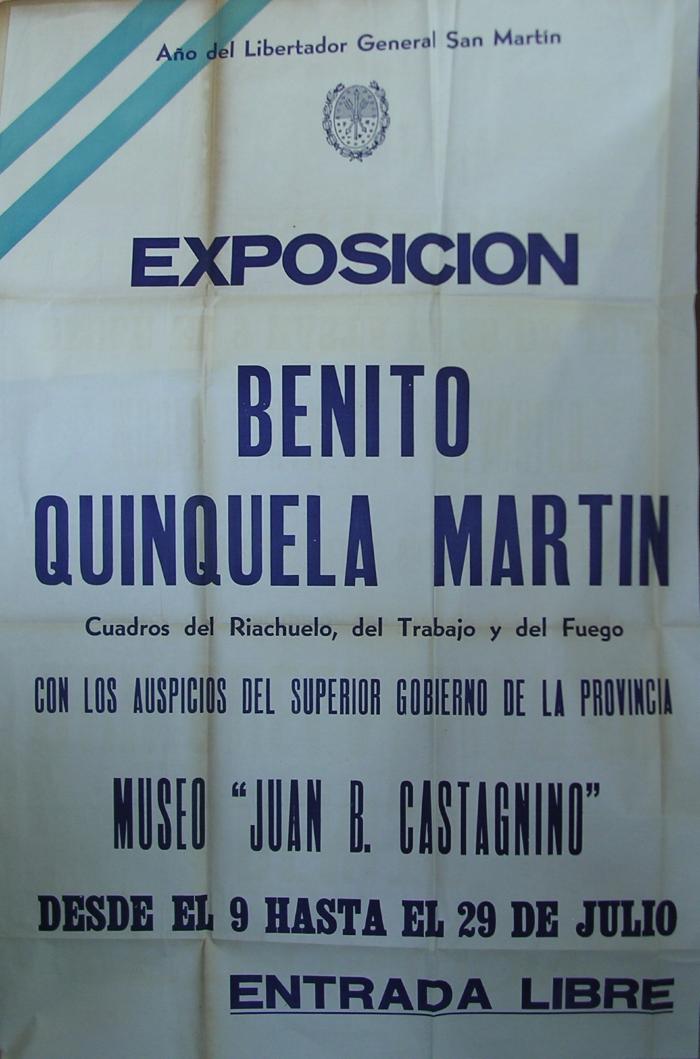 Año del Libertador General San Martín
EXPOSICION
BENITO
QUINQUELA MARTIN
Cuadros del Riachuelo, del Trabajo y del Fuego
CON LOS AUSPICIOS DEL SUPERIOR GOBIERNO DE LA PROVINCIA
MUSEO “JUAN B. CASTAGNINO”
DESDE EL 9 HASTA EL 29 DE JULIO
ENTRADA LIBRE